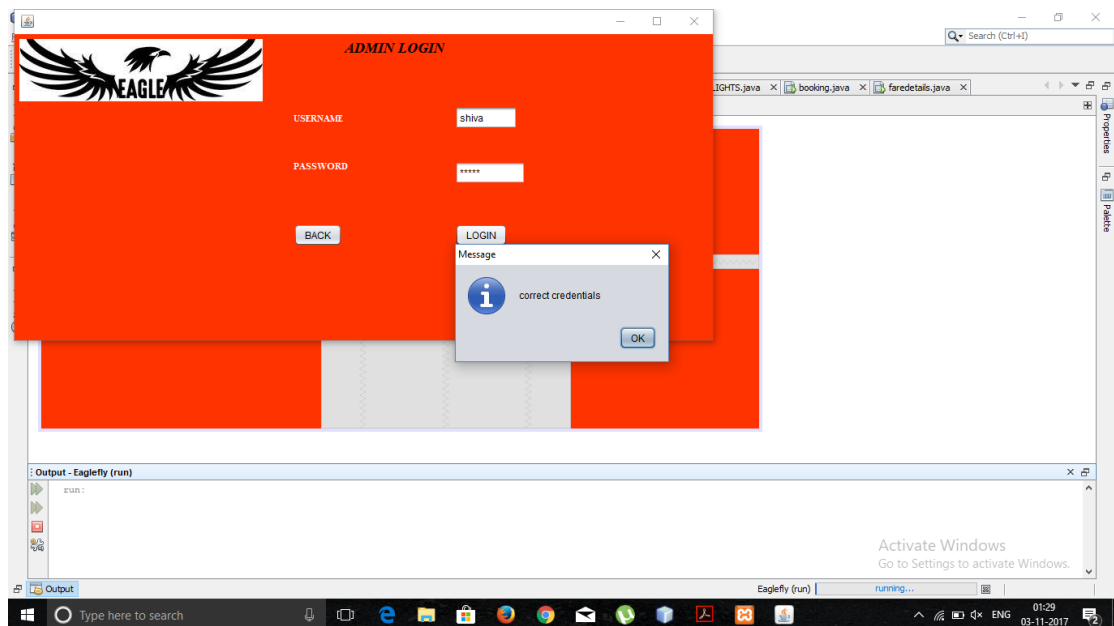 ADMIN LOGIN
EAGLE
USERNAME
shiva
PASSWORD
*****
BACK
LOGIN
Message
correct credentials
OK
Search (Ctrl+I)
IGHTS.java
booking.java
faredetails.java
Properties
Palette
Output - Eaglefly (run)
run:
Activate Windows
Go to Settings to activate Windows.
Output
Eaglefly (run)
running...
Type here to search
ENG
01:29
03-11-2017
2